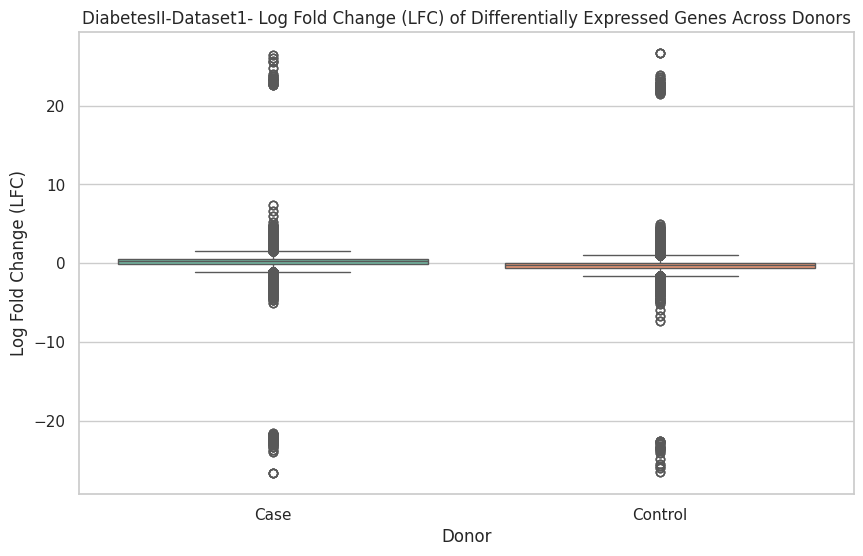 DiabetesII-Dataset1- Log Fold Change (LFC) of Differentially Expressed Genes Across Donors
Log Fold Change (LFC)
20
10
0
−10
−20
Case
Control
Donor